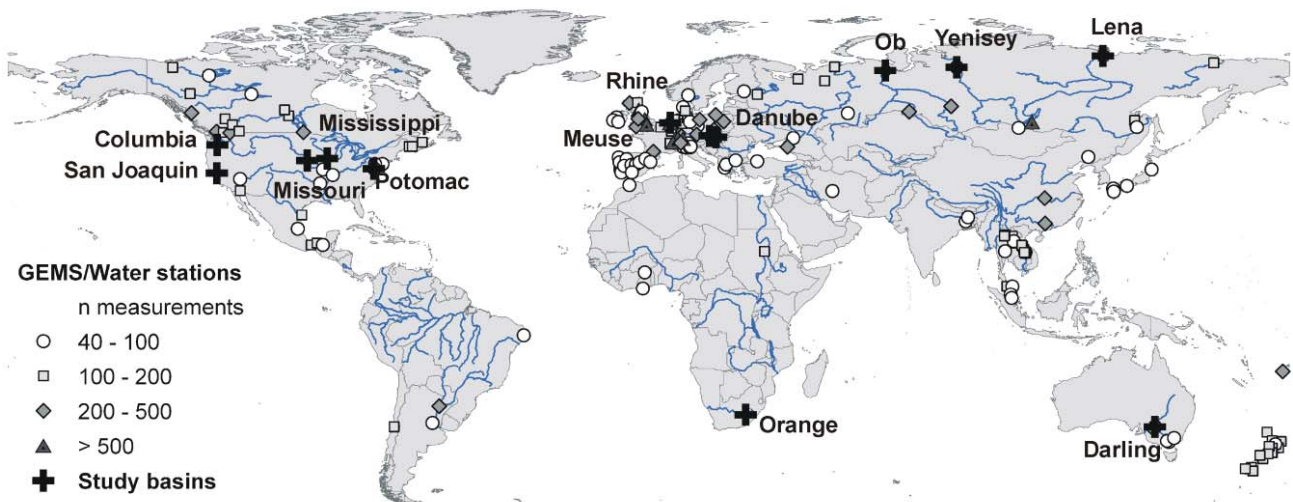 Lena
Ob
Yenisey
Rhine
Mississippi
Danube
Meuse
Columbia
San Joaquin
Missouri
Potomac
GEMS/Water stations
n measurements
40 - 100
100 - 200
200 - 500
> 500
Study basins
Orange
Darling